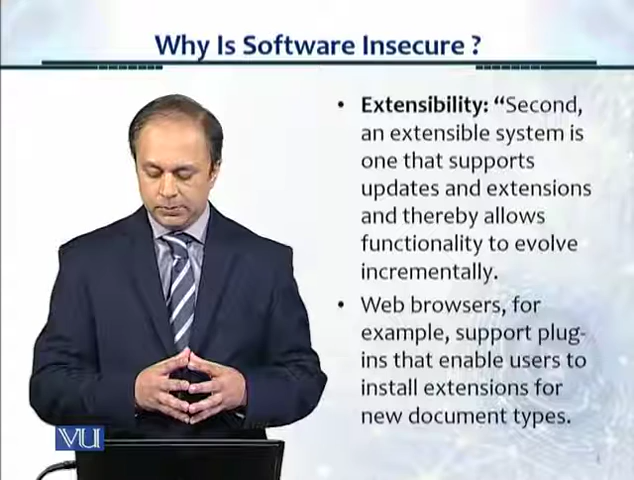 Why Is Software Insecure ?
• Extensibility: “Second,
an extensible system is
one that supports
updates and extensions
and thereby allows
functionality to evolve
incrementally.
• Web browsers, for
example, support plug-
ins that enable users to
install extensions for
new document types.
VU